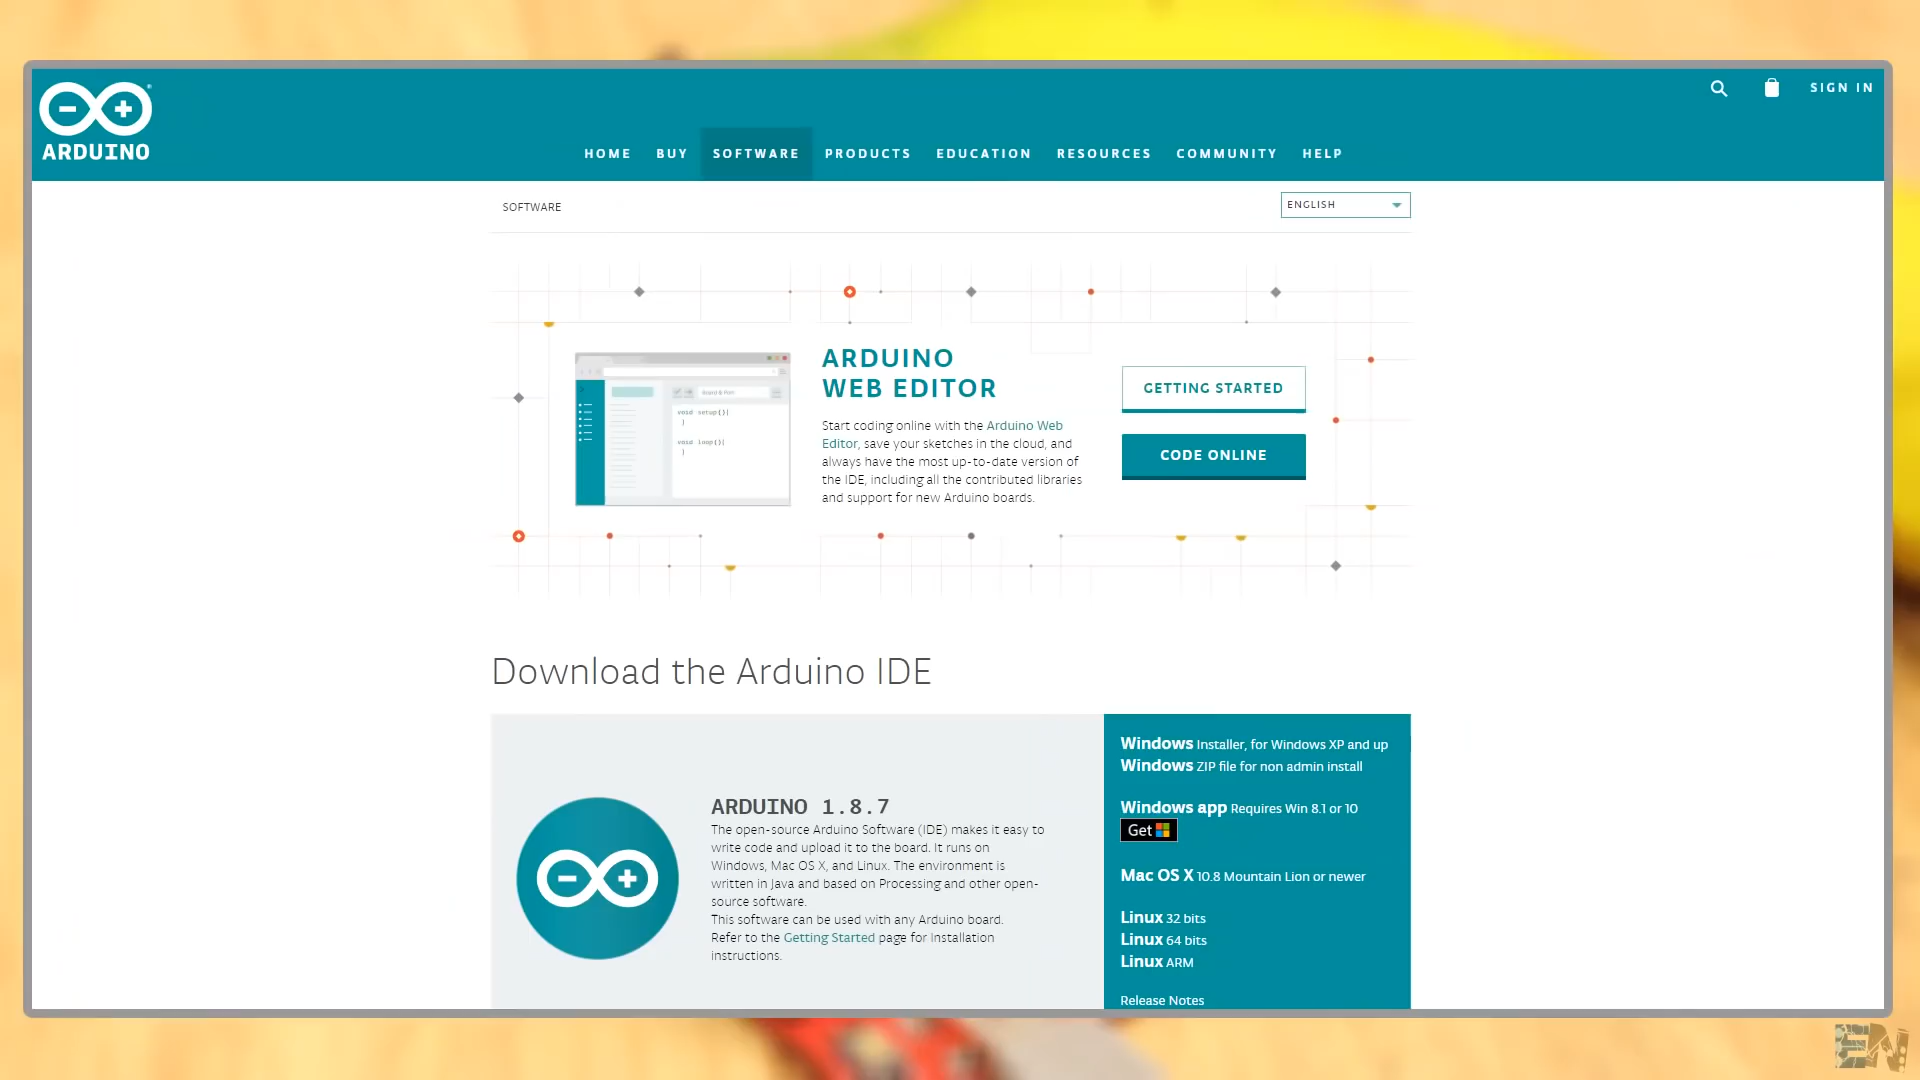 ARDUINO
SIGN IN
HOME BUY SOFTWARE PRODUCTS EDUCATION RESOURCES COMMUNITY HELP
SOFTWARE
ENGLISH
Board & Port
void setup(){
}
void loop(){
}
ARDUINO
WEB EDITOR
Start coding online with the Arduino Web
Editor, save your sketches in the cloud, and
always have the most up-to-date version of
the IDE, including all the contributed libraries
and support for new Arduino boards.
GETTING STARTED
CODE ONLINE
Download the Arduino IDE
ARDUINO 1.8.7
The open-source Arduino Software (IDE) makes it easy to
write code and upload it to the board. It runs on
Windows, Mac OS X, and Linux. The environment is
written in Java and based on Processing and other open-
source software.
This software can be used with any Arduino board.
Refer to the Getting Started page for Installation
instructions.
Windows Installer, for Windows XP and up
Windows ZIP file for non admin install
Windows app Requires Win 8.1 or 10
Get
Mac OS X 10.8 Mountain Lion or newer
Linux 32 bits
Linux 64 bits
Linux ARM
Release Notes
EN